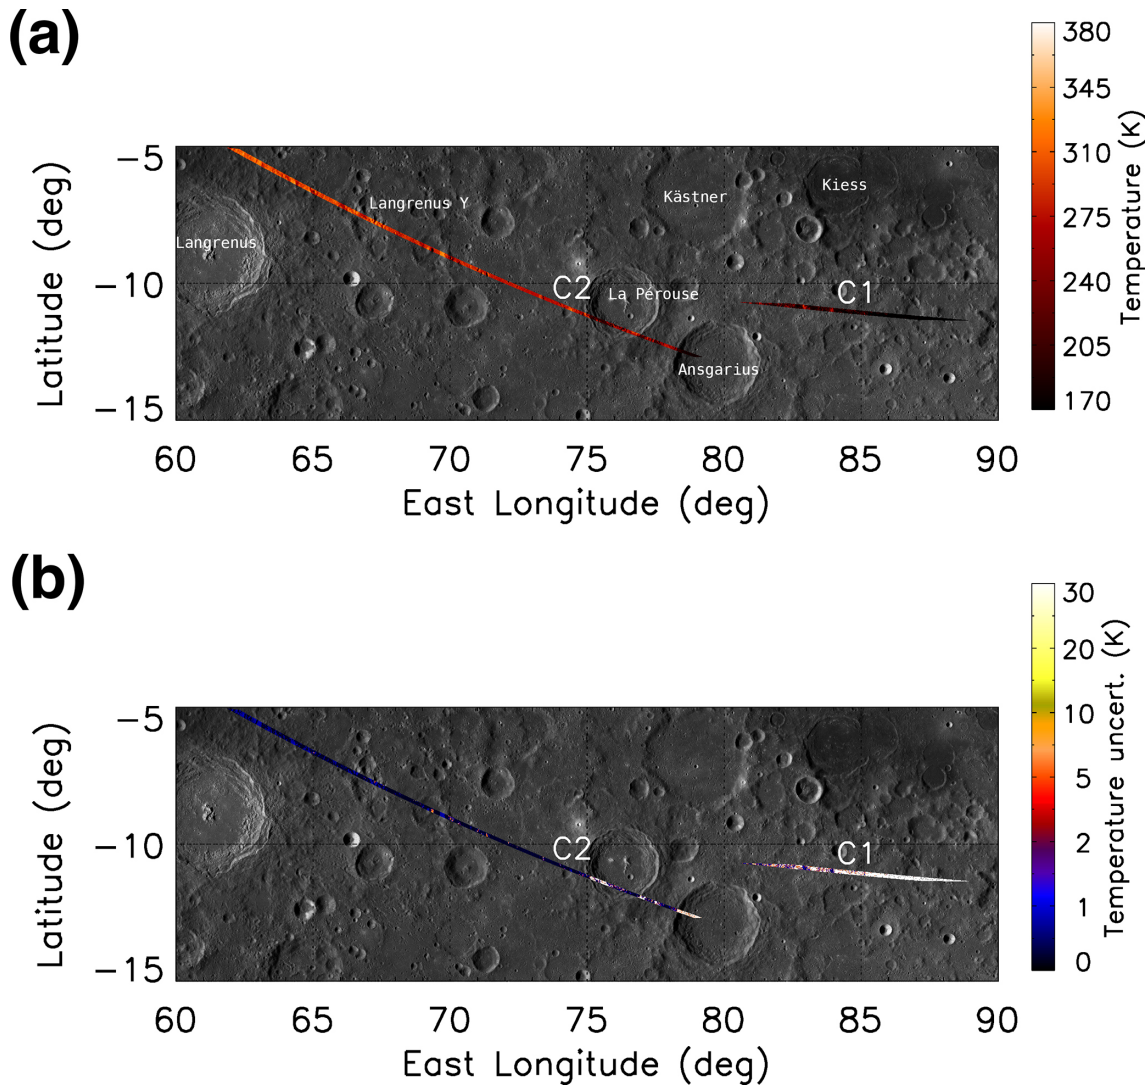 (a)
380
345
310
275
240
205
170
Temperature (K)
−5
−10
−15
Latitude (deg)
Langrenus
Langrenus Y
Kästner
Kiess
C2
La Pérouse
C1
Ansgarius
60 65 70 75 80 85 90
East Longitude (deg)
(b)
30
20
10
5
2
1
0
Temperature uncert. (K)
−5
−10
−15
Latitude (deg)
C2
C1
60 65 70 75 80 85 90
East Longitude (deg)